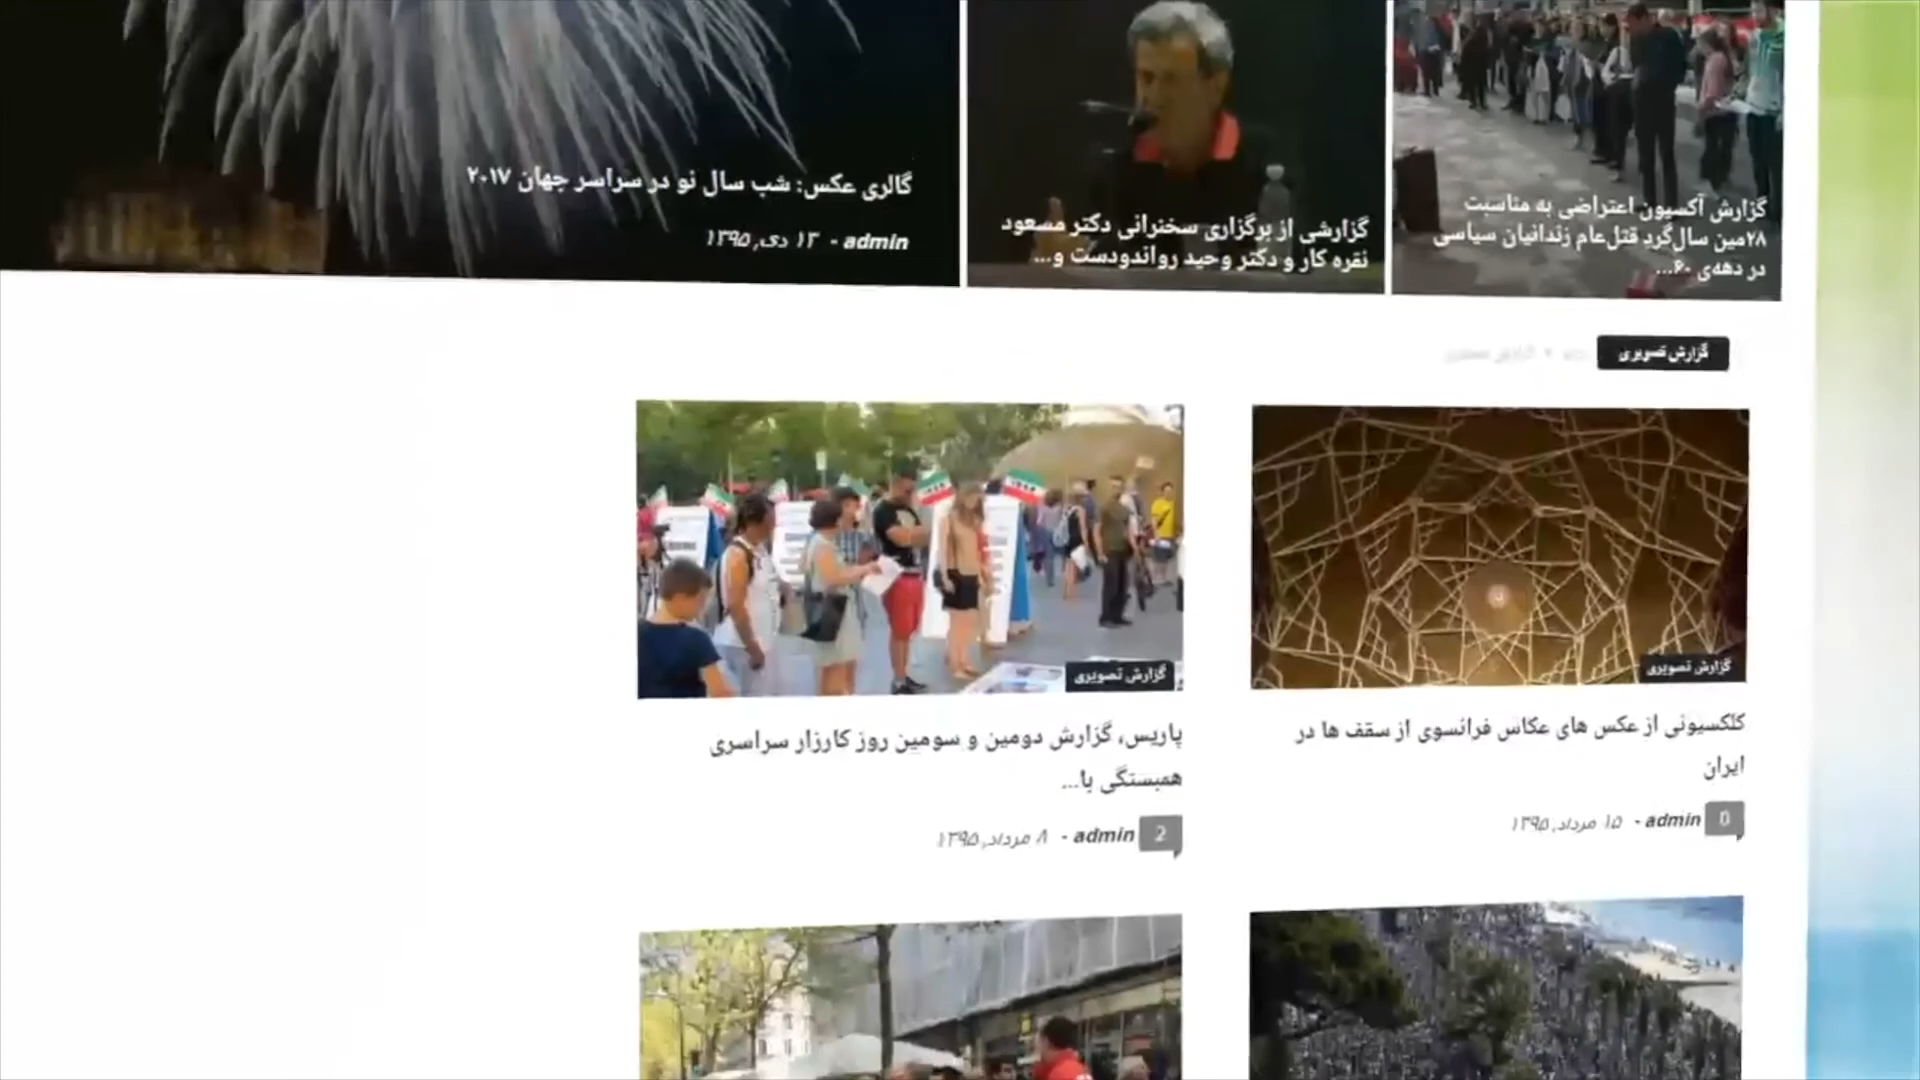 گزارش آکسیون اعتراضی به مناسبت
۲۸مین سال‌گرد قتل‌عام زندانیان سیاسی
در دهه‌ی ۶۰...
گزارشی از برگزاری سخنرانی دکتر مسعود
نقره کار و دکتر وحید رواندودست و...
گالری عکس: شب سال نو در سراسر جهان ۲۰۱۷
admin - ۱۳ دی, ۱۳۹۵
گزارش تصویری
گزارش تصویری
کلکسیونی از عکس های عکاس فرانسوی از سقف ها در
ایران
0 admin - ۱۵ مرداد, ۱۳۹۵
گزارش تصویری
پاریس، گزارش دومین و سومین روز کارزار سراسری
همبستگی با...
2 admin - ۸ مرداد, ۱۳۹۵